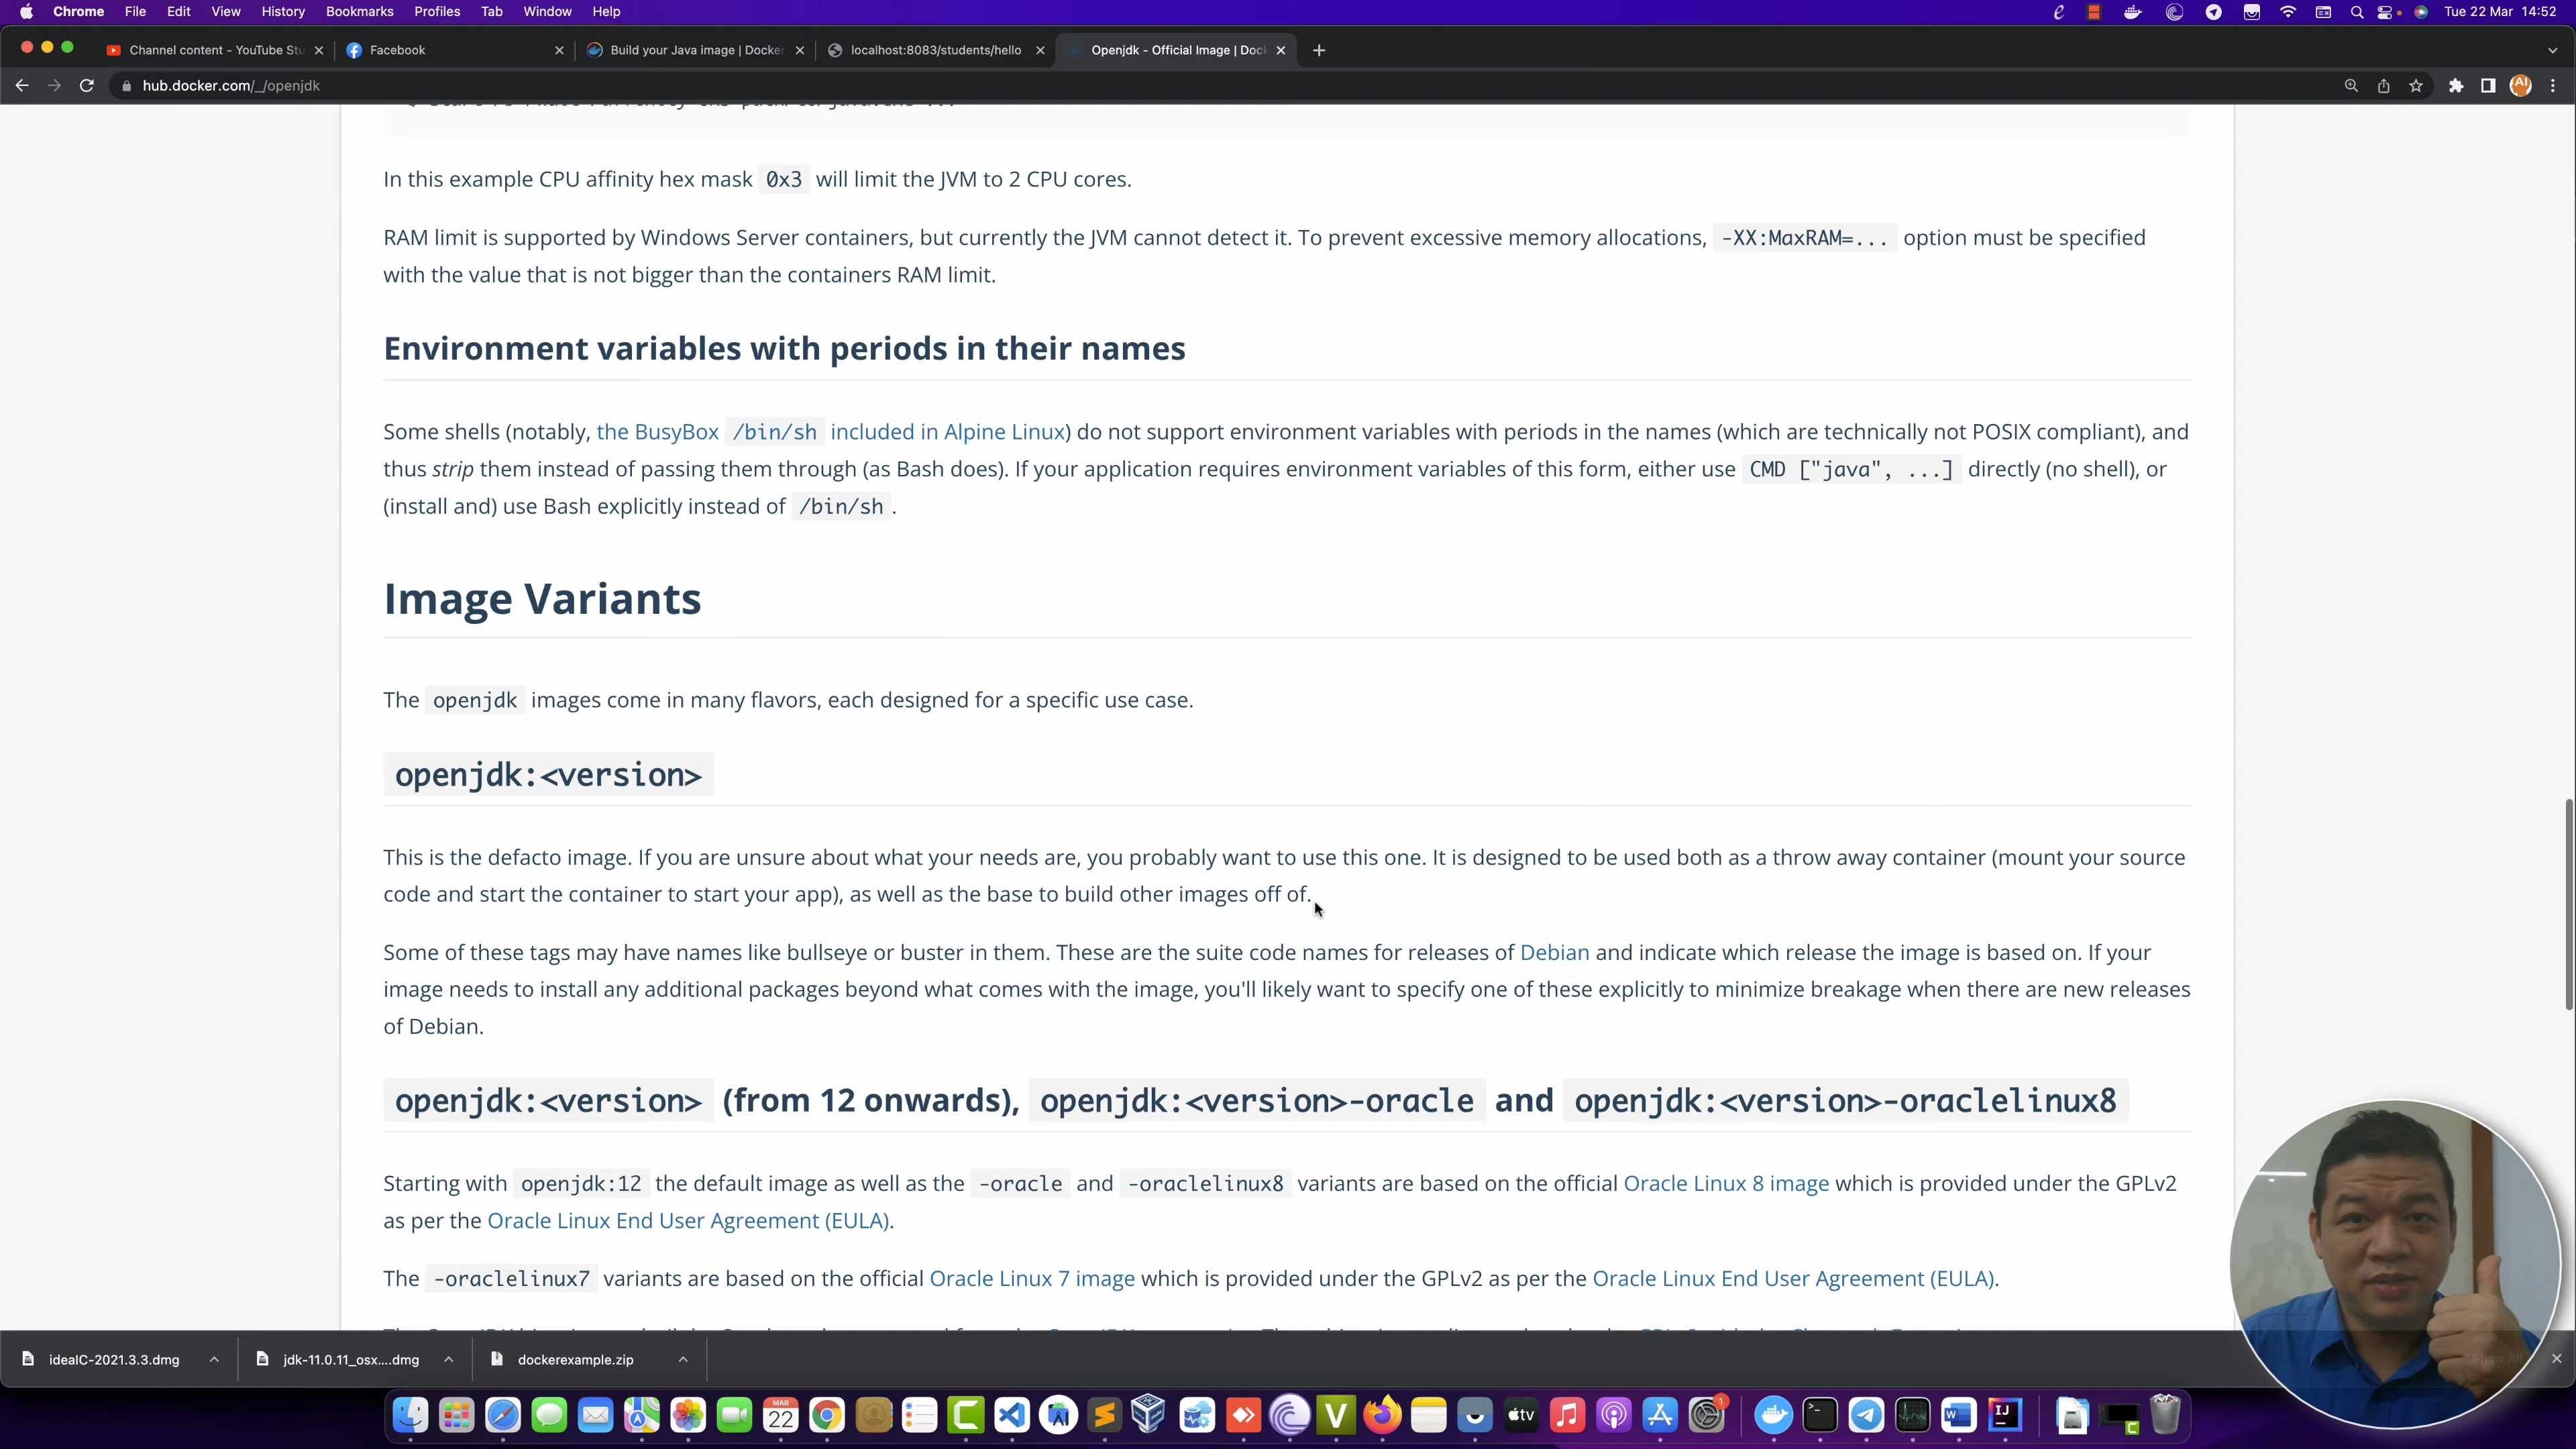 Chrome File Edit View History Bookmarks Profiles Tab Window Help Tue 22 Mar 14:52
Channel content - YouTube Stu Facebook Build your Java image | Docker localhost:8083/students/hello Openjdk - Official Image | Dock
hub.docker.com/_/openjdk
In this example CPU affinity hex mask 0x3 will limit the JVM to 2 CPU cores.
RAM limit is supported by Windows Server containers, but currently the JVM cannot detect it. To prevent excessive memory allocations, -XX:MaxRAM=... option must be specified
with the value that is not bigger than the containers RAM limit.
Environment variables with periods in their names
Some shells (notably, the BusyBox /bin/sh included in Alpine Linux) do not support environment variables with periods in the names (which are technically not POSIX compliant), and
thus strip them instead of passing them through (as Bash does). If your application requires environment variables of this form, either use CMD ["java", ...] directly (no shell), or
(install and) use Bash explicitly instead of /bin/sh.
Image Variants
The openjdk images come in many flavors, each designed for a specific use case.
openjdk:<version>
This is the defacto image. If you are unsure about what your needs are, you probably want to use this one. It is designed to be used both as a throw away container (mount your source
code and start the container to start your app), as well as the base to build other images off of.
Some of these tags may have names like bullseye or buster in them. These are the suite code names for releases of Debian and indicate which release the image is based on. If your
image needs to install any additional packages beyond what comes with the image, you'll likely want to specify one of these explicitly to minimize breakage when there are new releases
of Debian.
openjdk:<version> (from 12 onwards), openjdk:<version>-oracle and openjdk:<version>-oraclelinux8
Starting with openjdk:12 the default image as well as the -oracle and -oraclelinux8 variants are based on the official Oracle Linux 8 image which is provided under the GPLv2
as per the Oracle Linux End User Agreement (EULA).
The -oraclelinux7 variants are based on the official Oracle Linux 7 image which is provided under the GPLv2 as per the Oracle Linux End User Agreement (EULA).
idealC-2021.3.3.dmg jdk-11.0.11_osx....dmg dockerexample.zip Show All
MAR
22
tv
1